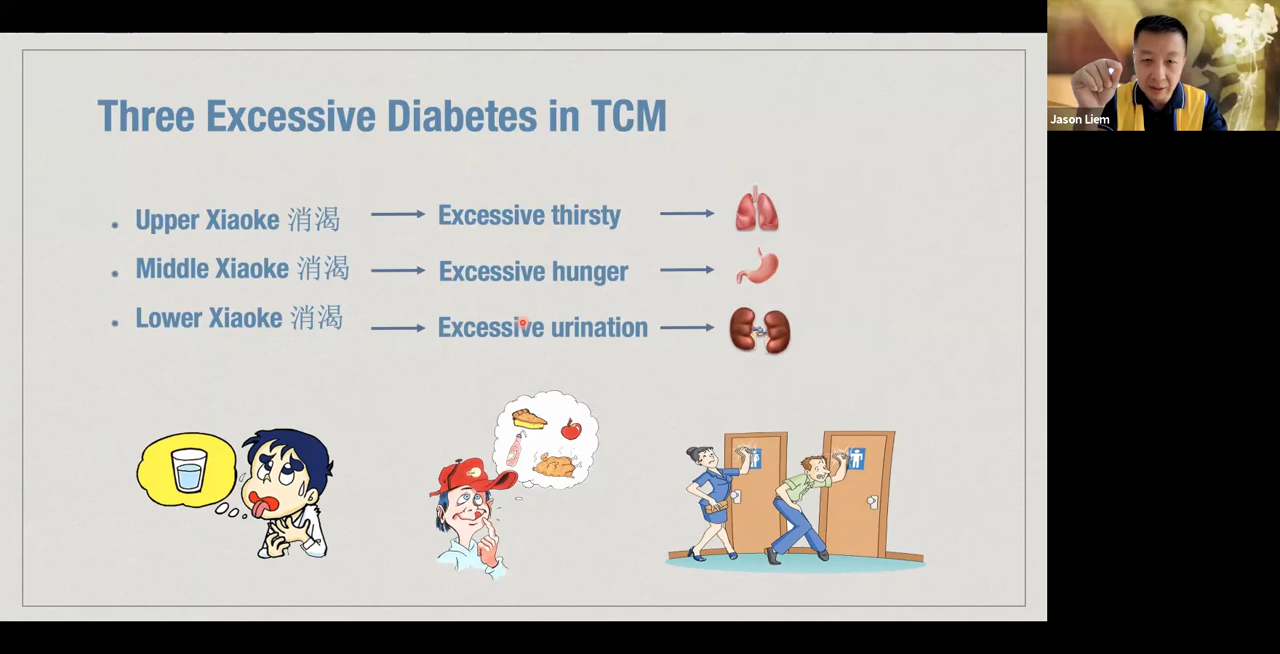 Three Excessive Diabetes in TCM
Upper Xiaoke 消渴 Excessive thirsty
Middle Xiaoke 消渴 Excessive hunger
Lower Xiaoke 消渴 Excessive urination
Jason Liem